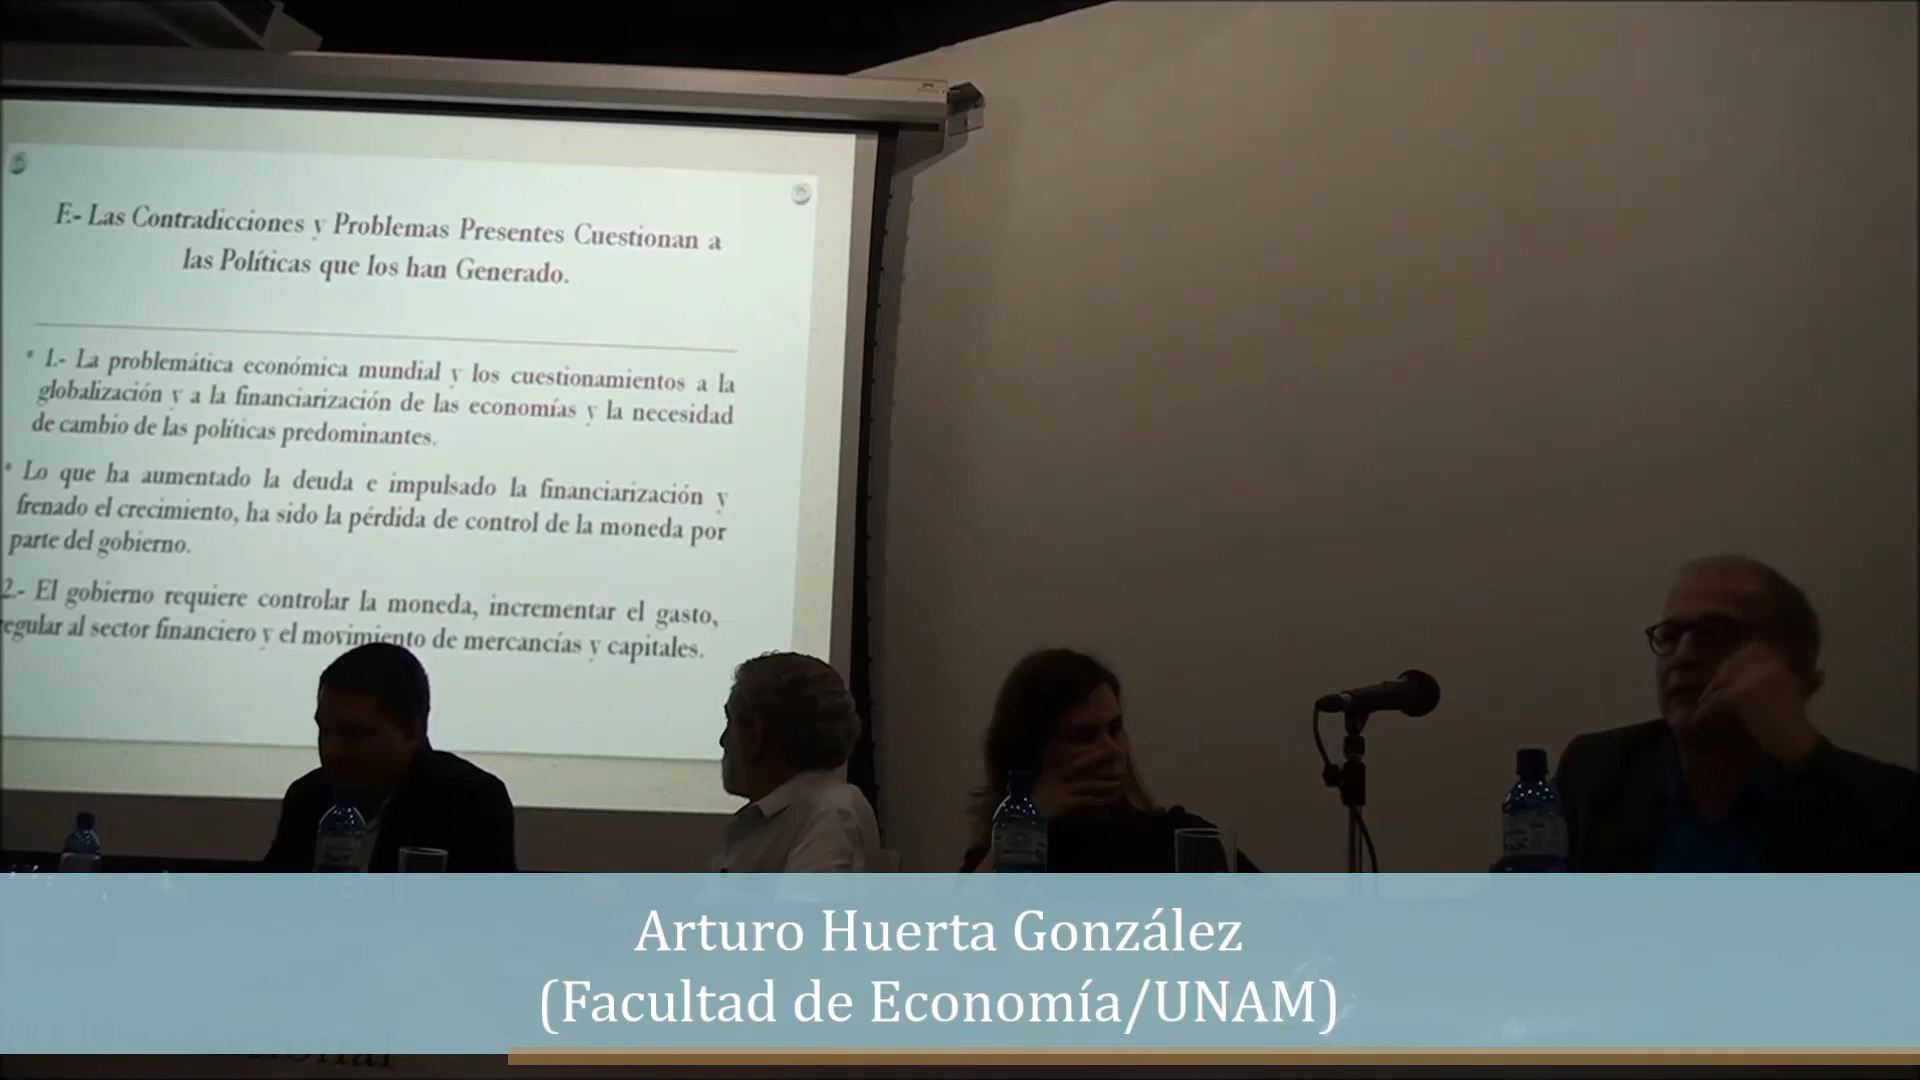 F.- Las Contradicciones y Problemas Presentes Cuestionan a
las Políticas que los han Generado.
1.- La problemática económica mundial y los cuestionamientos a la
globalización y a la financiarización de las economías y la necesidad
de cambio de las políticas predominantes.
Lo que ha aumentado la deuda e impulsado la financiarización y
frenado el crecimiento, ha sido la pérdida de control de la moneda por
parte del gobierno.
2.- El gobierno requiere controlar la moneda, incrementar el gasto,
regular al sector financiero y el movimiento de mercancías y capitales.
Arturo Huerta González
(Facultad de Economía/UNAM)